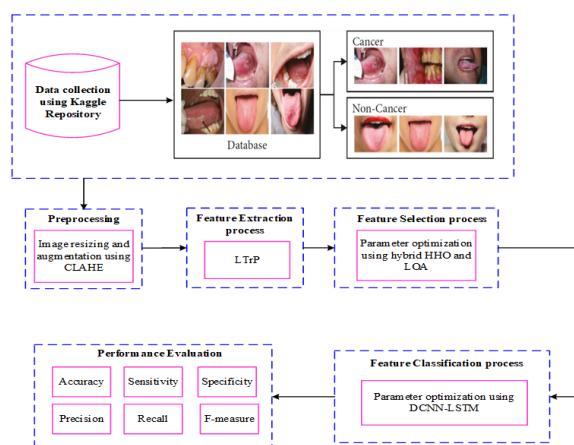 Data collection
using Kaggle
Repository
Database
Cancer
Non-Cancer
Preprocessing
Image resizing and
augmentation using
CLAHE
Feature Extraction
process
LTrP
Feature Selection process
Parameter optimization
using hybrid HHO and
LOA
Performance Evaluation
Accuracy
Sensitivity
Specificity
Precision
Recall
F-measure
Feature Classification process
Parameter optimization using
DCNN-LSTM